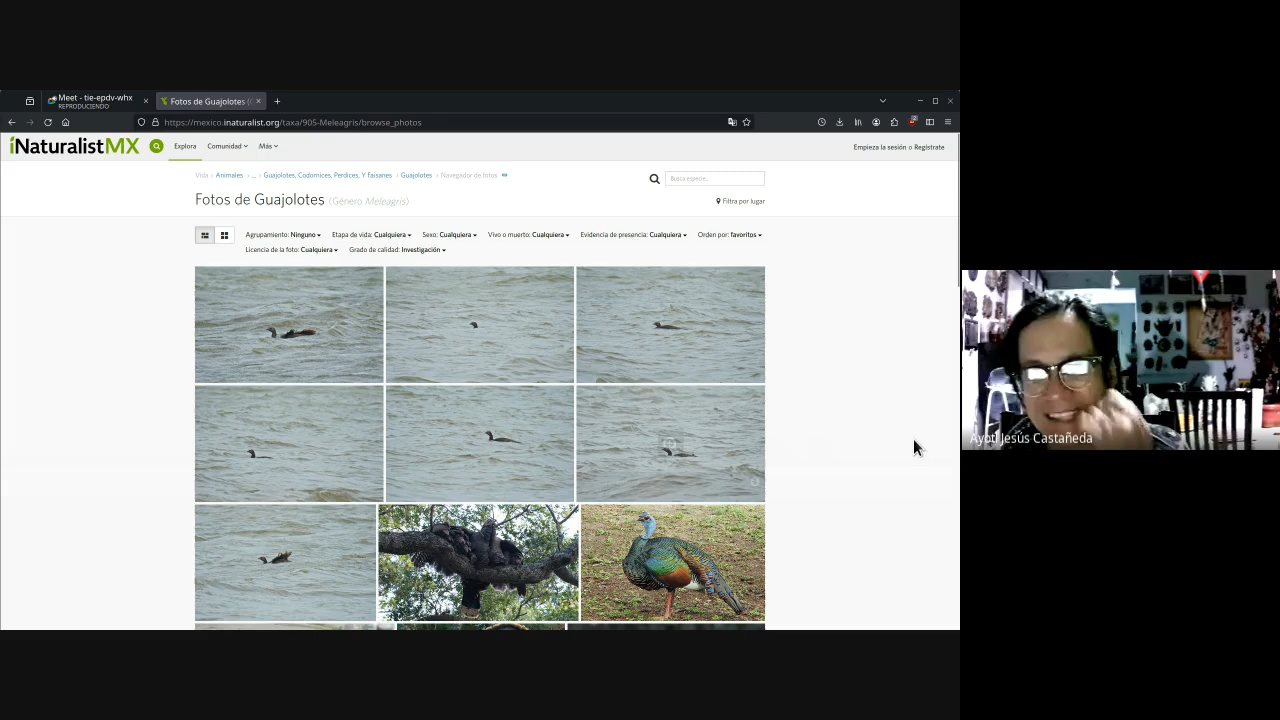 Meet - tie-epdv-whx
REPRODUCIENDO
Fotos de Guajolotes (G
https://mexico.inaturalist.org/taxa/905-Meleagris/browse_photos
iNaturalistMX
Explora
Comunidad
Más
Empieza la sesión o Regístrate
Vida
Animales
...
Guajolotes, Codornices, Perdices, Y Faisanes
Guajolotes
Navegador de fotos
Busca especie...
Fotos de Guajolotes (Género Meleagris)
Filtra por lugar
Agrupamiento: Ninguno
Etapa de vida: Cualquiera
Sexo: Cualquiera
Vivo o muerto: Cualquiera
Evidencia de presencia: Cualquiera
Orden por: favoritos
Licencia de la foto: Cualquiera
Grado de calidad: Investigación
Ayotl Jesús Castañeda